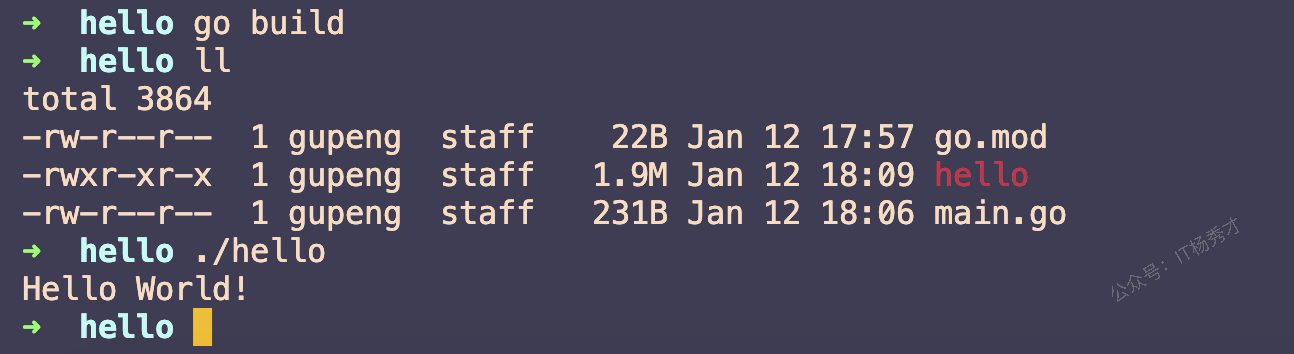 ➜  hello go build
➜  hello ll
total 3864
-rw-r--r--  1 gupeng  staff    22B Jan 12 17:57 go.mod
-rwxr-xr-x  1 gupeng  staff   1.9M Jan 12 18:09 hello
-rw-r--r--  1 gupeng  staff   231B Jan 12 18:06 main.go
➜  hello ./hello
Hello World!
➜  hello
公众号：IT杨秀才